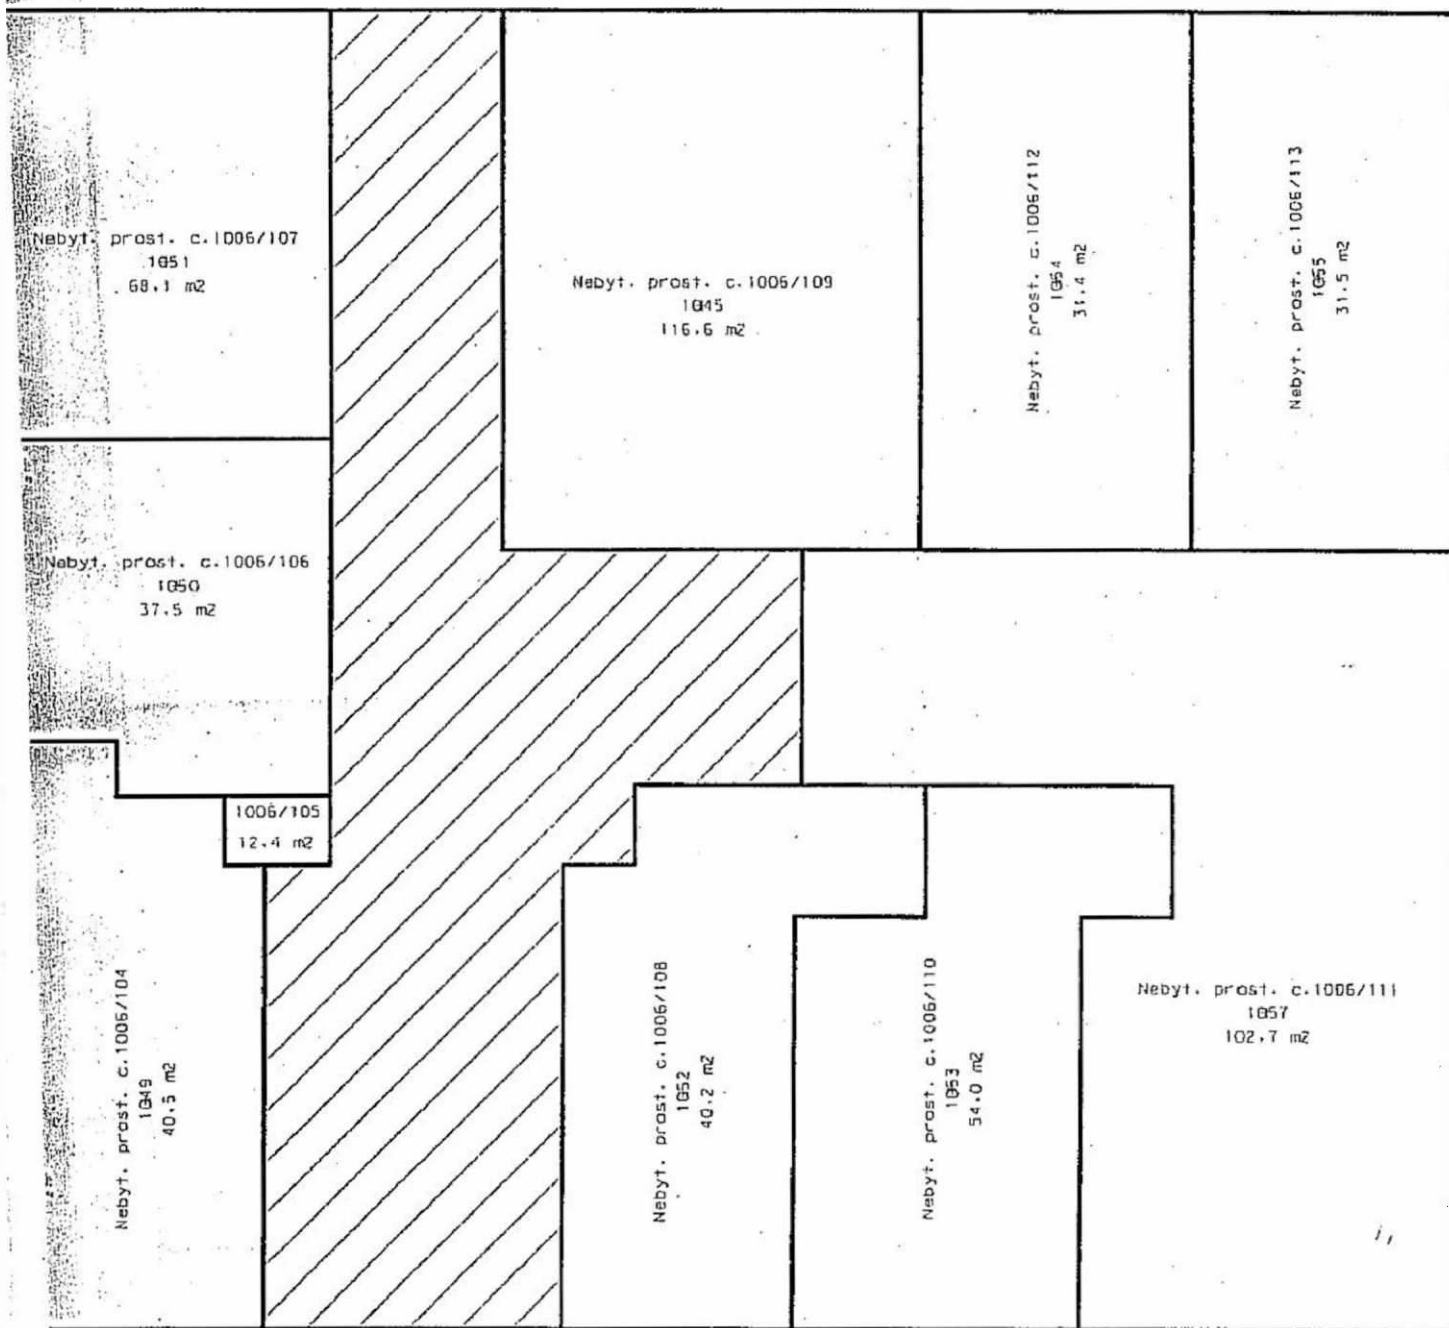 Nebyt. prost. c.1006/107
1051
68.1 m2
Nebyt. prost. c.1006/109
1045
116.6 m2
Nebyt. prost. c.1006/112
1054
31.4 m2
Nebyt. prost. c.1006/113
1055
31.5 m2
Nebyt. prost. c.1006/106
1050
37.5 m2
1006/105
12.4 m2
Nebyt. prost. c.1006/104
1049
40.5 m2
Nebyt. prost. c.1006/108
1052
40.2 m2
Nebyt. prost. c.1006/110
1053
54.0 m2
Nebyt. prost. c.1006/111
1057
102.7 m2